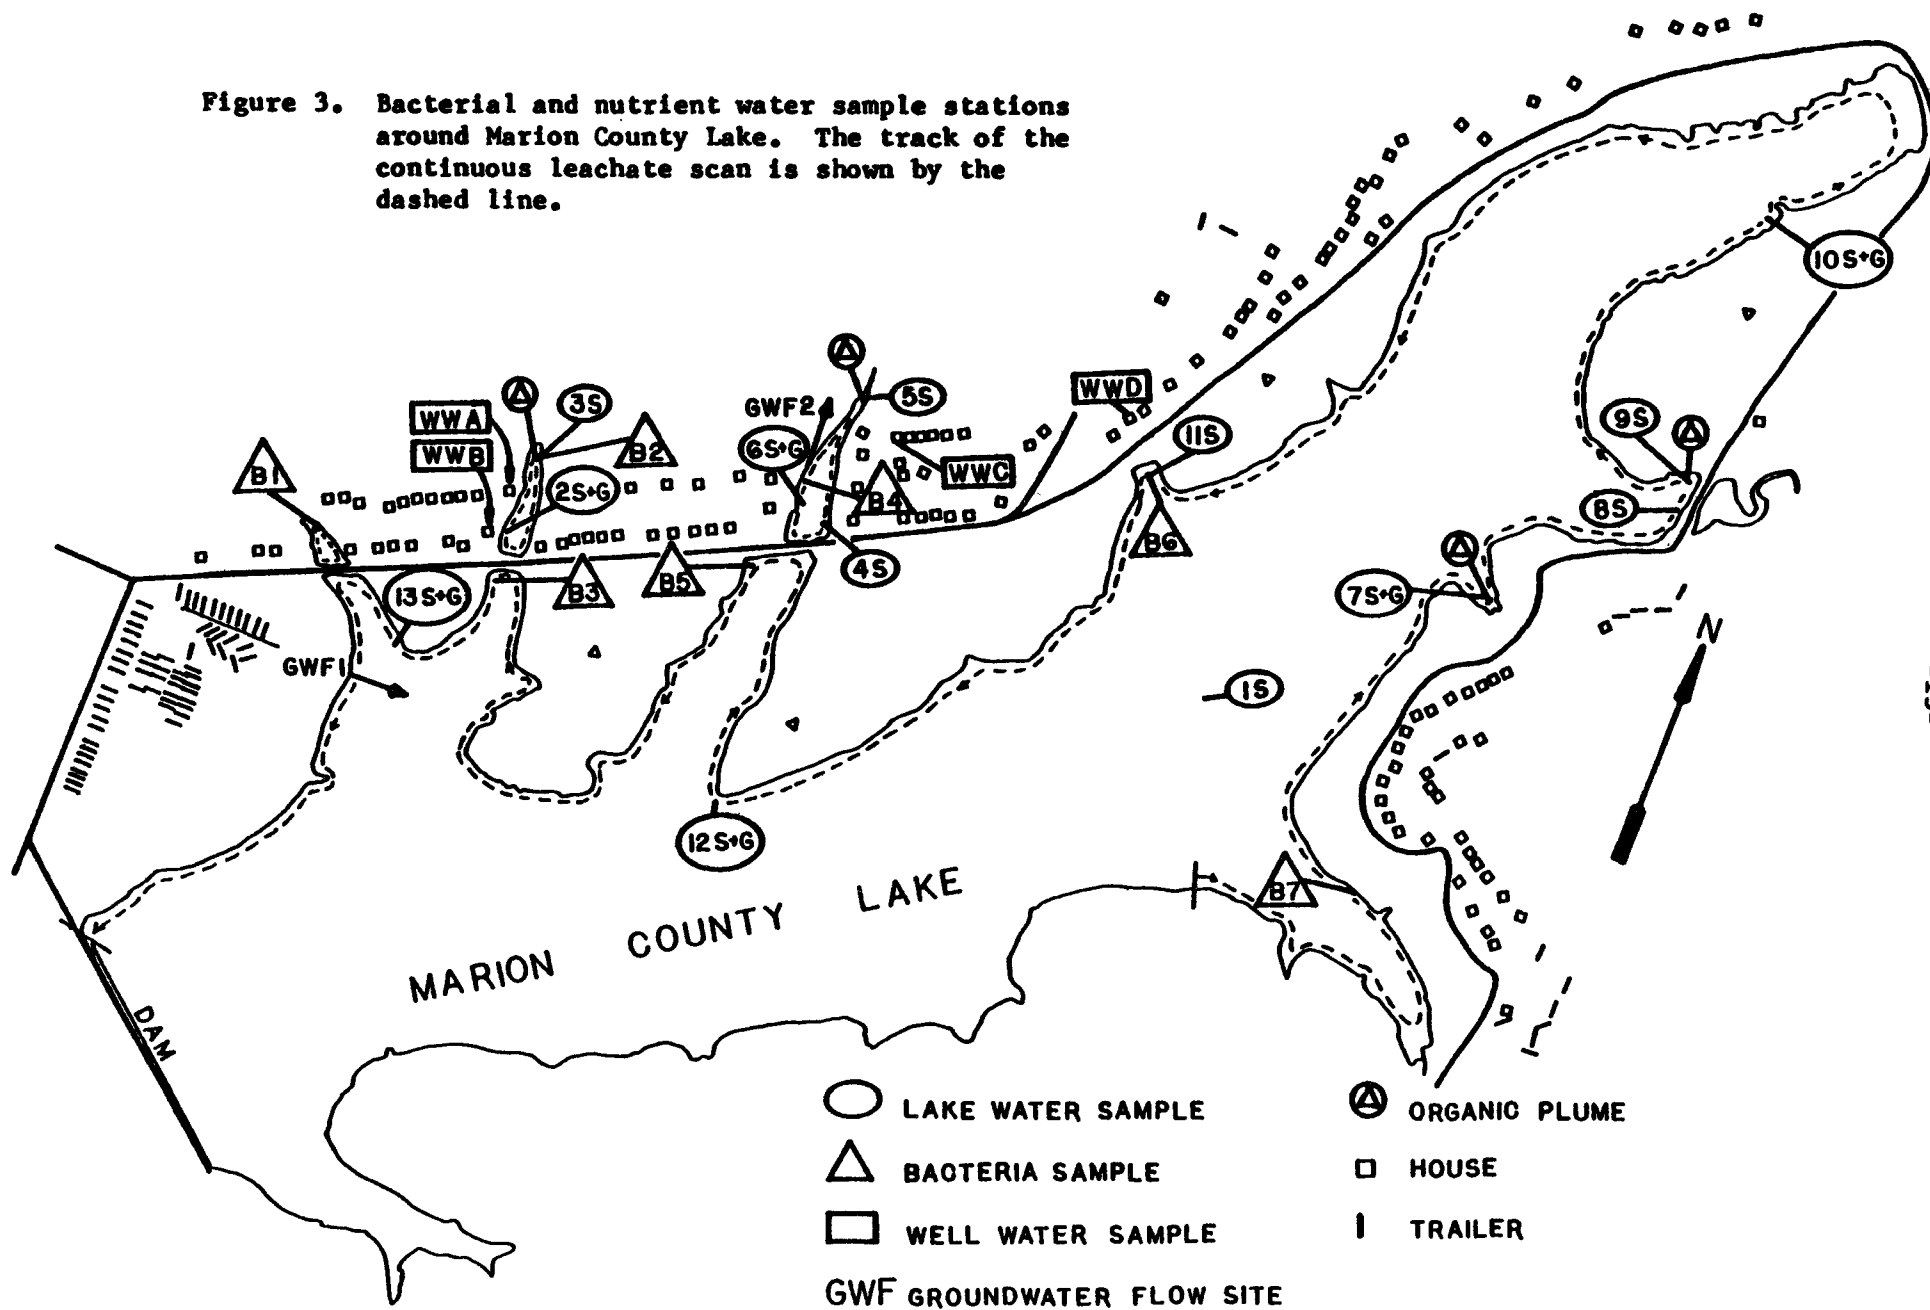 Figure 3. Bacterial and nutrient water sample stations
around Marion County Lake. The track of the
continuous leachate scan is shown by the
dashed line.
10S+G
WWD
5S
GWF2
3S
WWA
9S
11S
6S+G
B2
WWB
B1
WWC
2S+G
B4
8S
B6
4S
B5
B3
13S+G
7S+G
N
GWF1
1S
12S+G
B7
MARION COUNTY LAKE
DAM
LAKE WATER SAMPLE
ORGANIC PLUME
BACTERIA SAMPLE
HOUSE
WELL WATER SAMPLE
TRAILER
GWF GROUNDWATER FLOW SITE